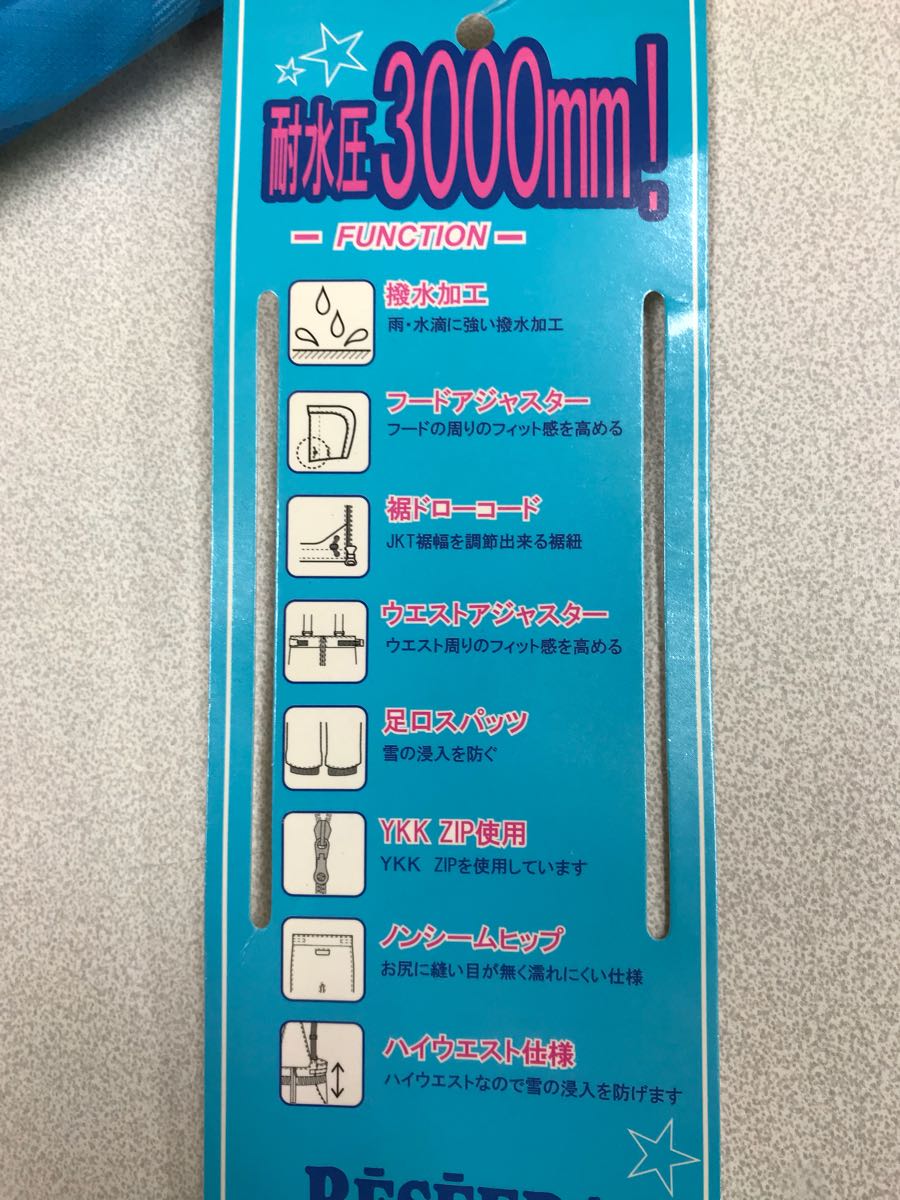 耐水圧3000mm!
FUNCTION
撥水加工
雨・水滴に強い撥水加工
フードアジャスター
フードの周りのフィット感を高める
裾ドローコード
JKT裾幅を調節出来る裾紐
ウエストアジャスター
ウエスト周りのフィット感を高める
足口スパッツ
雪の浸入を防ぐ
YKK ZIP使用
YKK ZIPを使用しています
ノンシームヒップ
お尻に縫い目が無く濡れにくい仕様
ハイウエスト仕様
ハイウエストなので雪の浸入を防げます